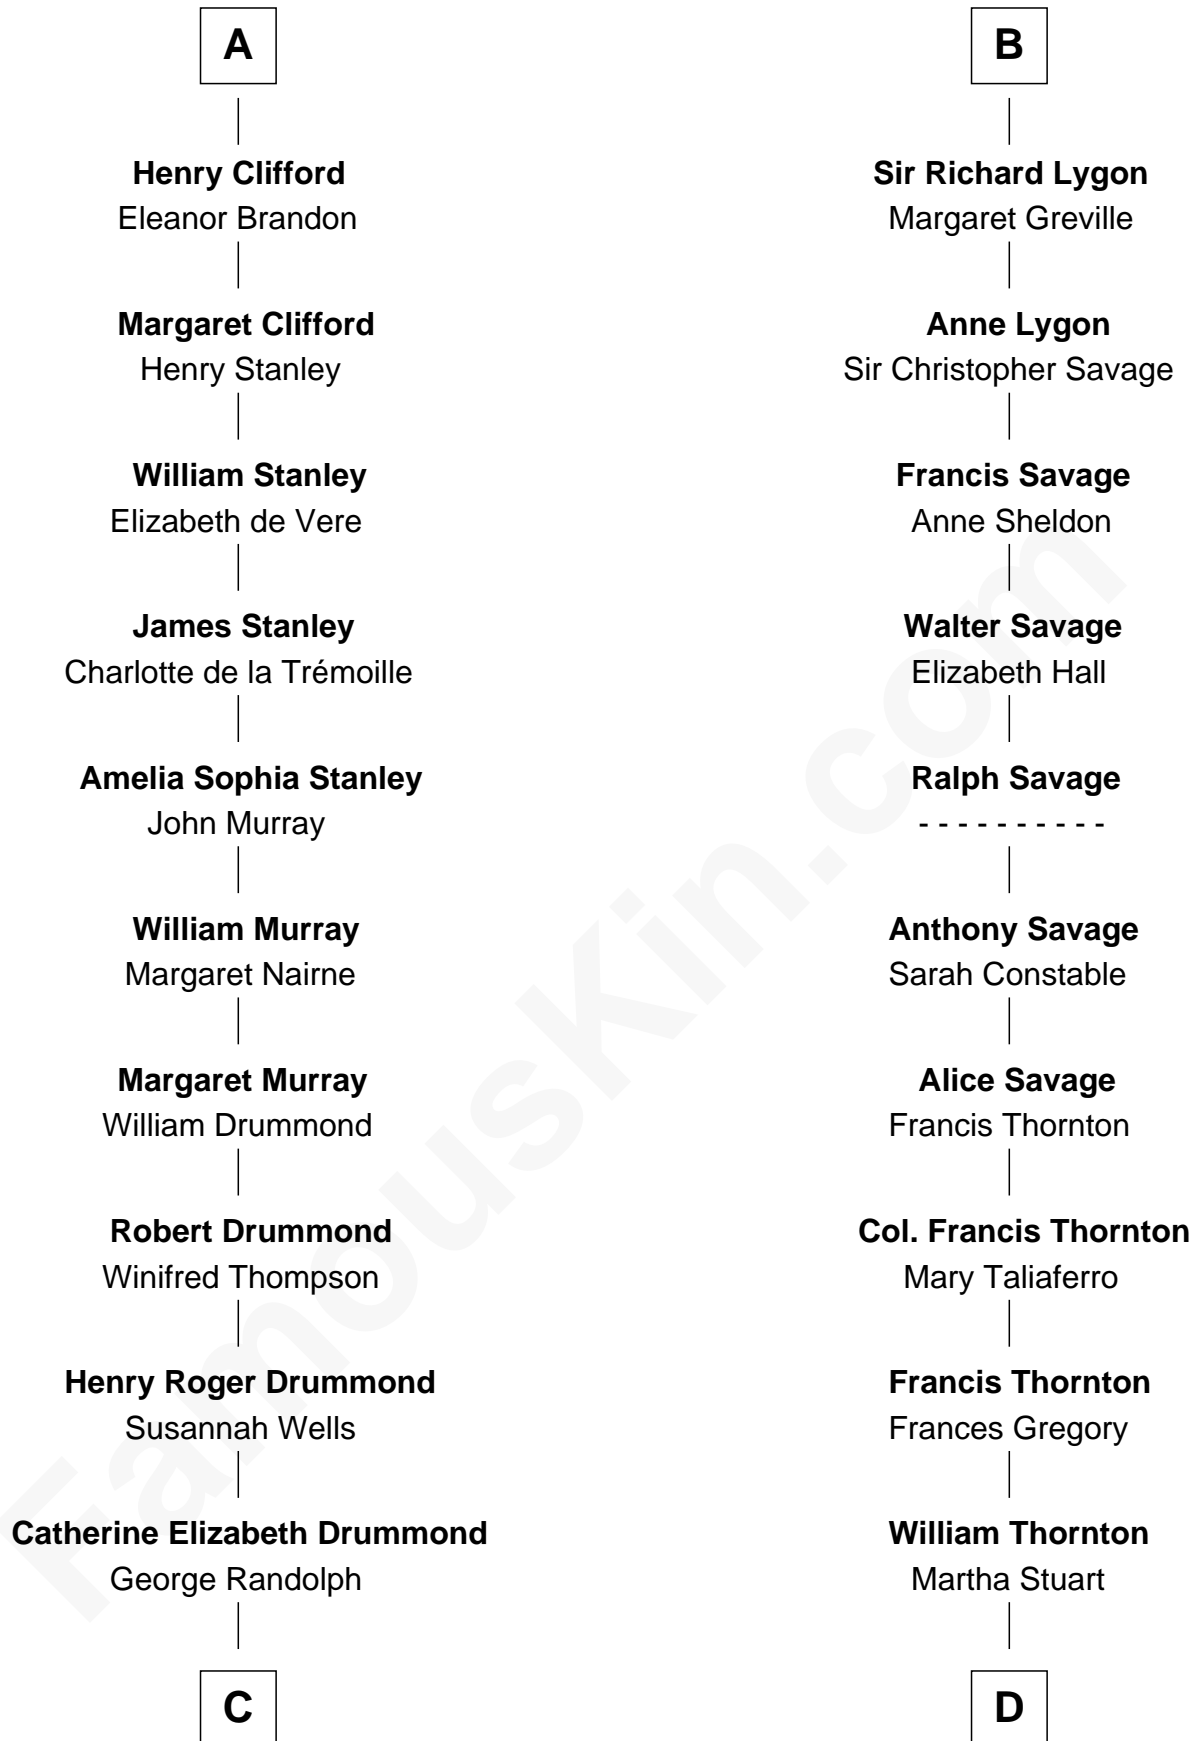 A
Henry Clifford
Eleanor Brandon
Margaret Clifford
Henry Stanley
William Stanley
Elizabeth de Vere
James Stanley
Charlotte de la Trémoille
Amelia Sophia Stanley
John Murray
William Murray
Margaret Nairne
Margaret Murray
William Drummond
Robert Drummond
Winifred Thompson
Henry Roger Drummond
Susannah Wells
Catherine Elizabeth Drummond
George Randolph
C
B
Sir Richard Lygon
Margaret Greville
Anne Lygon
Sir Christopher Savage
Francis Savage
Anne Sheldon
Walter Savage
Elizabeth Hall
Ralph Savage
- - - - - - - - - -
Anthony Savage
Sarah Constable
Alice Savage
Francis Thornton
Col. Francis Thornton
Mary Taliaferro
Francis Thornton
Frances Gregory
William Thornton
Martha Stuart
D
FamousKin.com